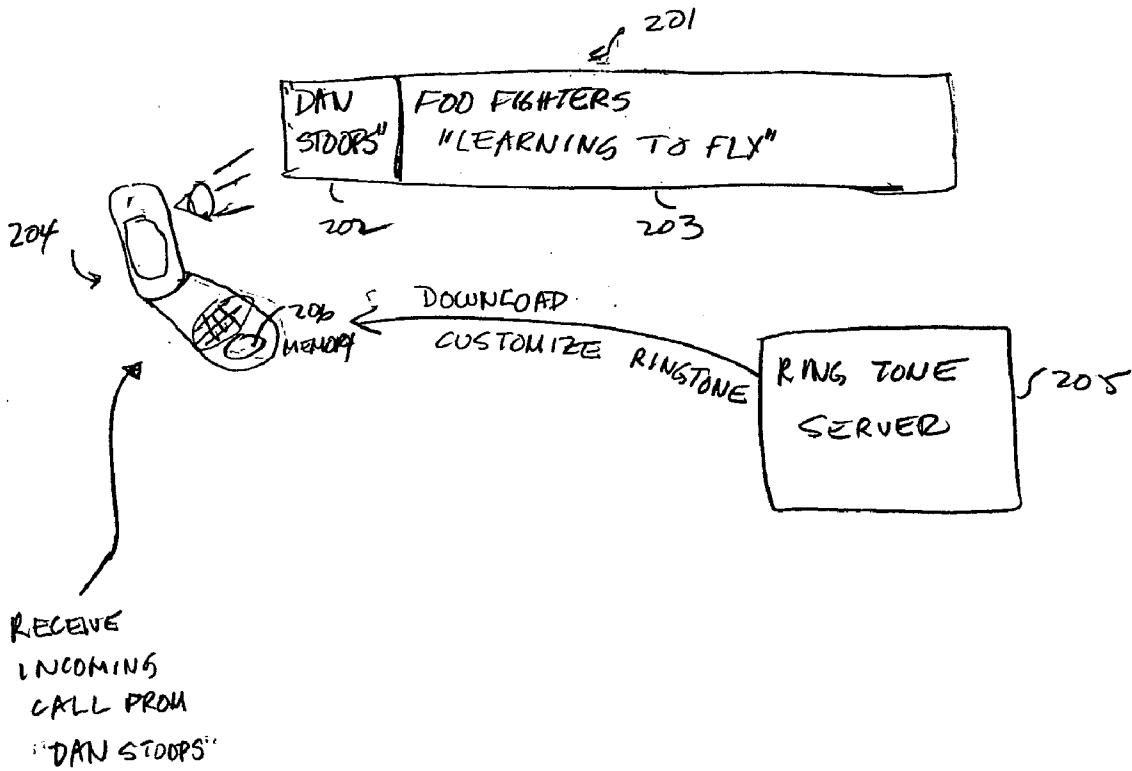 201
"DAN
STOOPS"
FOO FIGHTERS
"LEARNING TO FLY"
202
203
204
206
MEMORY
DOWNLOAD
CUSTOMIZE RINGTONE
RING TONE
SERVER
205
RECEIVE
INCOMING
CALL FROM
"DAN STOOPS"